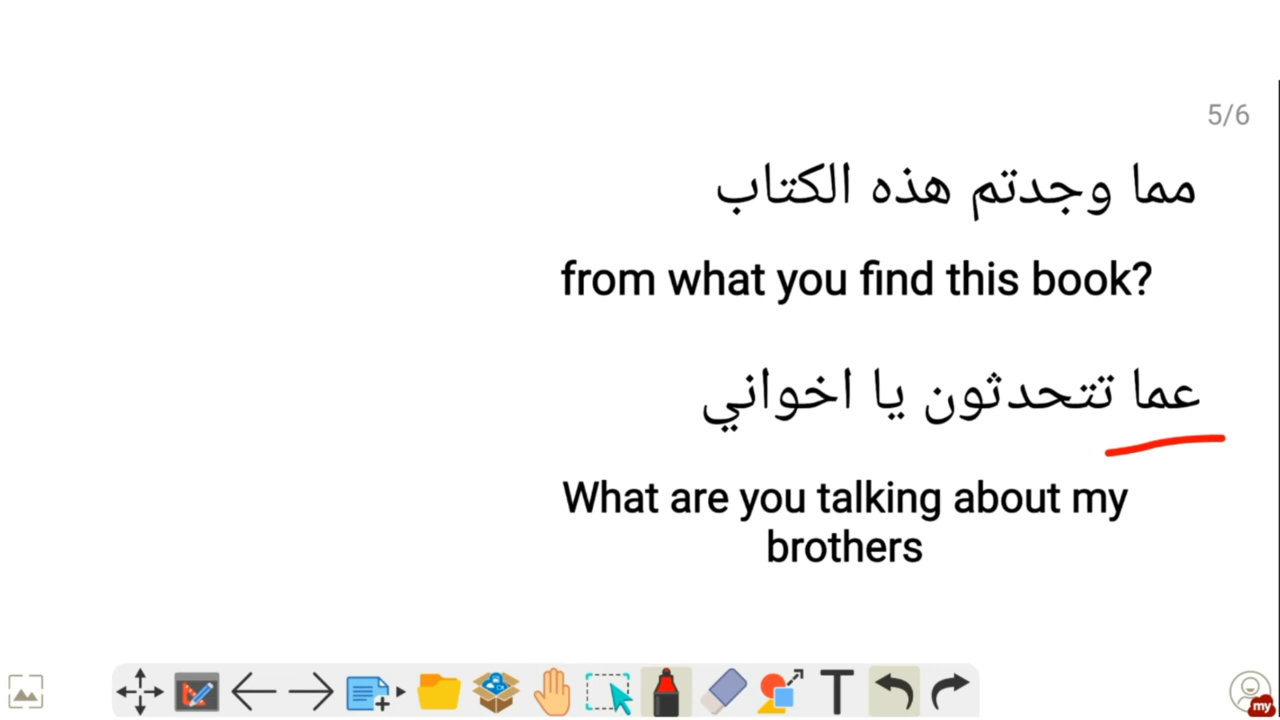 5/6
مما وجدتم هذه الكتاب
from what you find this book?
عما تتحدثون يا اخواني
What are you talking about my
brothers
T
my